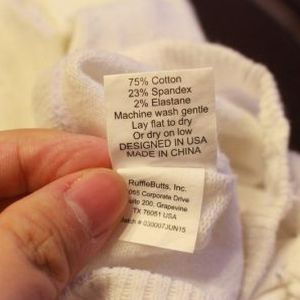 75% Cotton
23% Spandex
2% Elastane
Machine wash gentle
Lay flat to dry
Or dry on low
DESIGNED IN USA
MADE IN CHINA
RuffleButts, Inc.
Corporate Drive
200, Grapevine
TX 76051 USA
030007JUN15